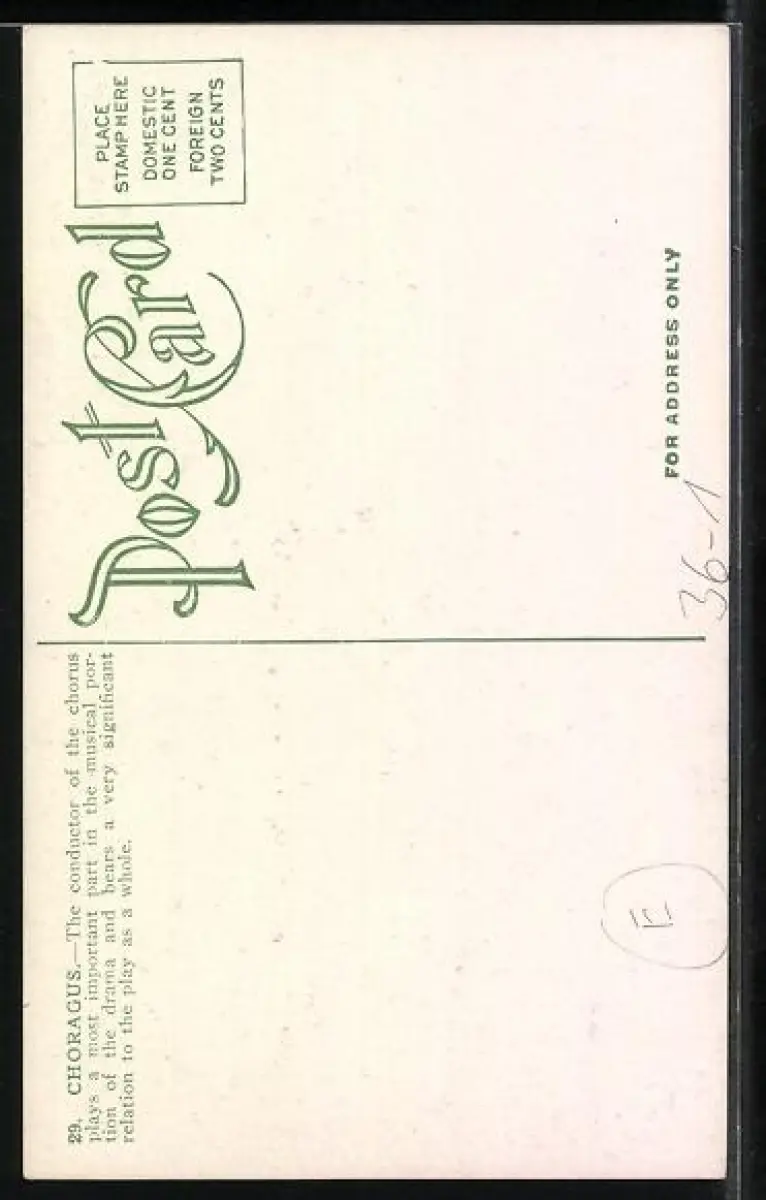 29. CHORAGUS.—The conductor of the chorus
plays a most important part in the musical por-
tion of the drama and bears a very significant
relation to the play as a whole.
Post Card
PLACE
STAMP HERE
DOMESTIC
ONE CENT
FOREIGN
TWO CENTS
FOR ADDRESS ONLY
36-1
E